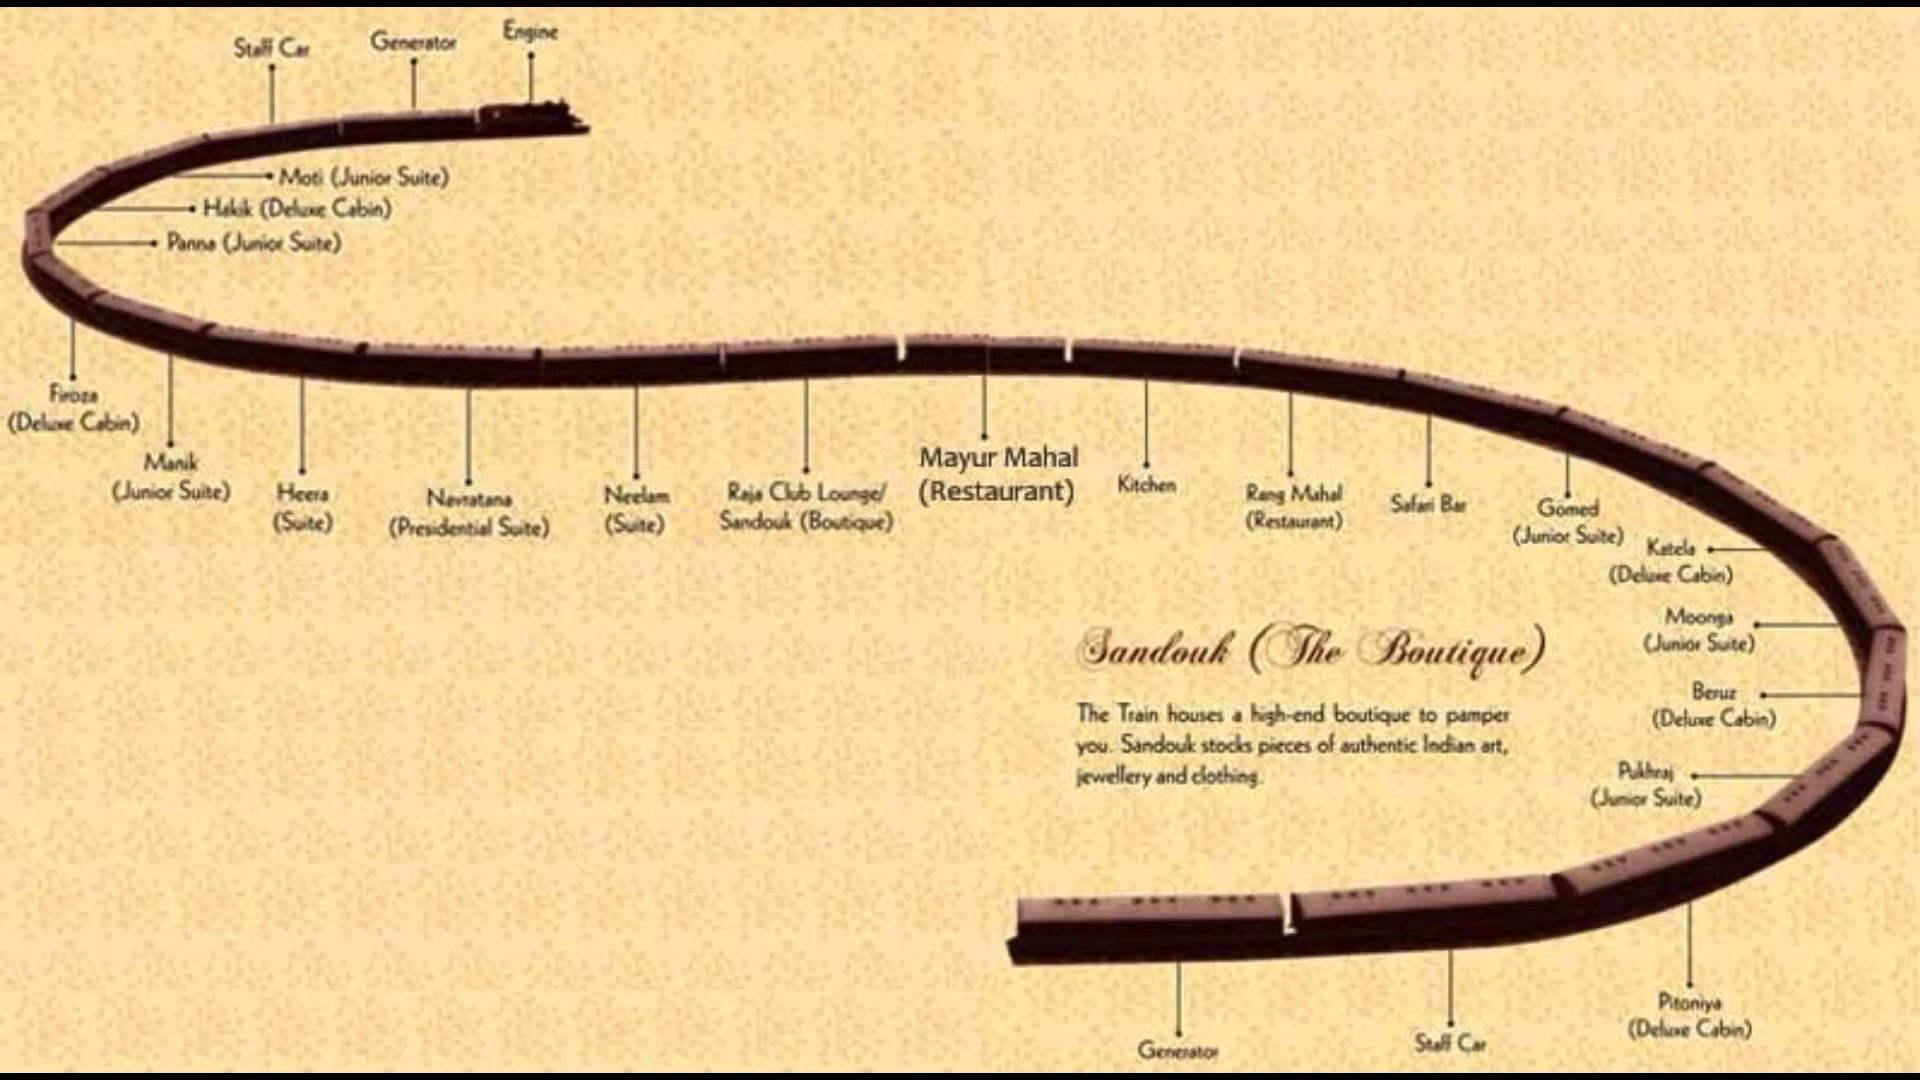 Staff Car
Generator
Engine
Moti (Junior Suite)
Hakik (Deluxe Cabin)
Panna (Junior Suite)
Firoza
(Deluxe Cabin)
Manik
(Junior Suite)
Heera
(Suite)
Navratana
(Presidential Suite)
Neelam
(Suite)
Raja Club Lounge/
Sandouk (Boutique)
Mayur Mahal
(Restaurant)
Kitchen
Rang Mahal
(Restaurant)
Safari Bar
Gomed
(Junior Suite)
Katela
(Deluxe Cabin)
Moonga
(Junior Suite)
Beruz
(Deluxe Cabin)
Pukhraj
(Junior Suite)
Sandouk (The Boutique)
The Train houses a high-end boutique to pamper
you. Sandouk stocks pieces of authentic Indian art,
jewellery and clothing.
Pitoniya
(Deluxe Cabin)
Staff Car
Generator